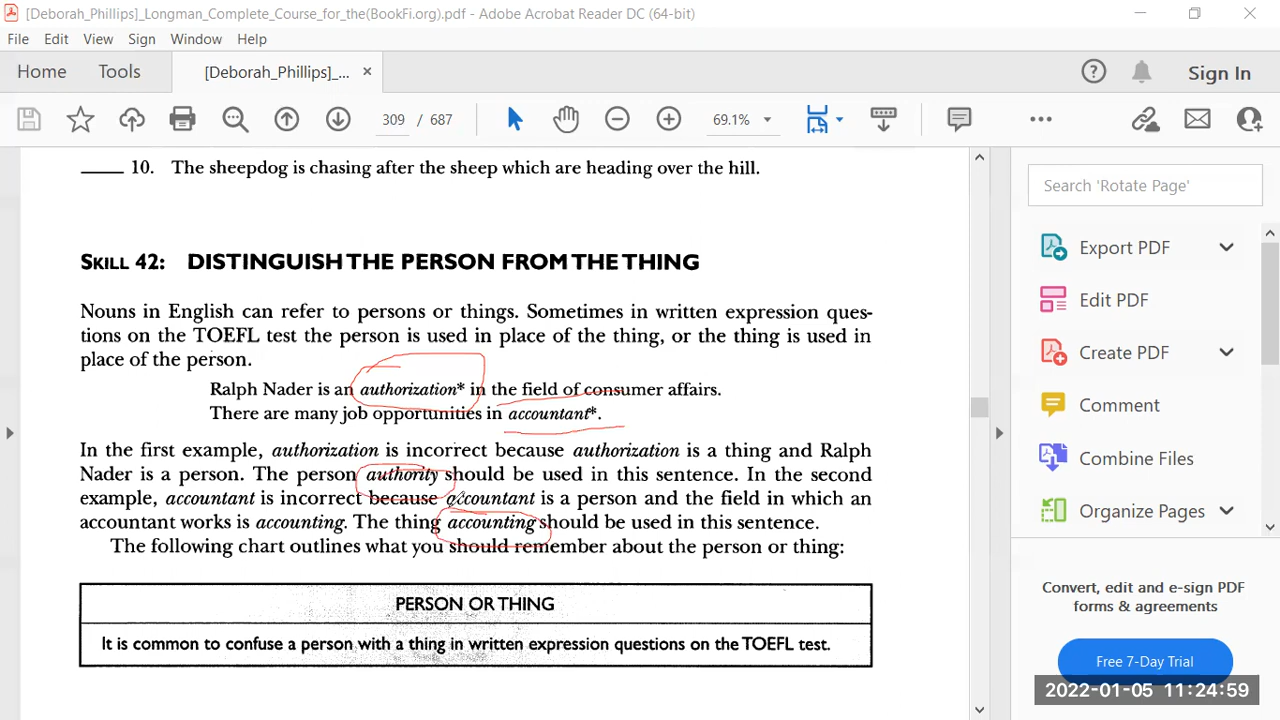 [Deborah_Phillips]_Longman_Complete_Course_for_the(BookFi.org).pdf - Adobe Acrobat Reader DC (64-bit)
File Edit View Sign Window Help
Home Tools [Deborah_Phillips]_... × Sign In
309 / 687 69.1%
10. The sheepdog is chasing after the sheep which are heading over the hill.
SKILL 42: DISTINGUISH THE PERSON FROM THE THING
Nouns in English can refer to persons or things. Sometimes in written expression ques-
tions on the TOEFL test the person is used in place of the thing, or the thing is used in
place of the person.
Ralph Nader is an authorization* in the field of consumer affairs.
There are many job opportunities in accountant*.
In the first example, authorization is incorrect because authorization is a thing and Ralph
Nader is a person. The person authority should be used in this sentence. In the second
example, accountant is incorrect because accountant is a person and the field in which an
accountant works is accounting. The thing accounting should be used in this sentence.
The following chart outlines what you should remember about the person or thing:
PERSON OR THING
It is common to confuse a person with a thing in written expression questions on the TOEFL test.
Search 'Rotate Page'
Export PDF
Edit PDF
Create PDF
Comment
Combine Files
Organize Pages
Convert, edit and e-sign PDF
forms & agreements
Free 7-Day Trial
2022-01-05 11:24:59